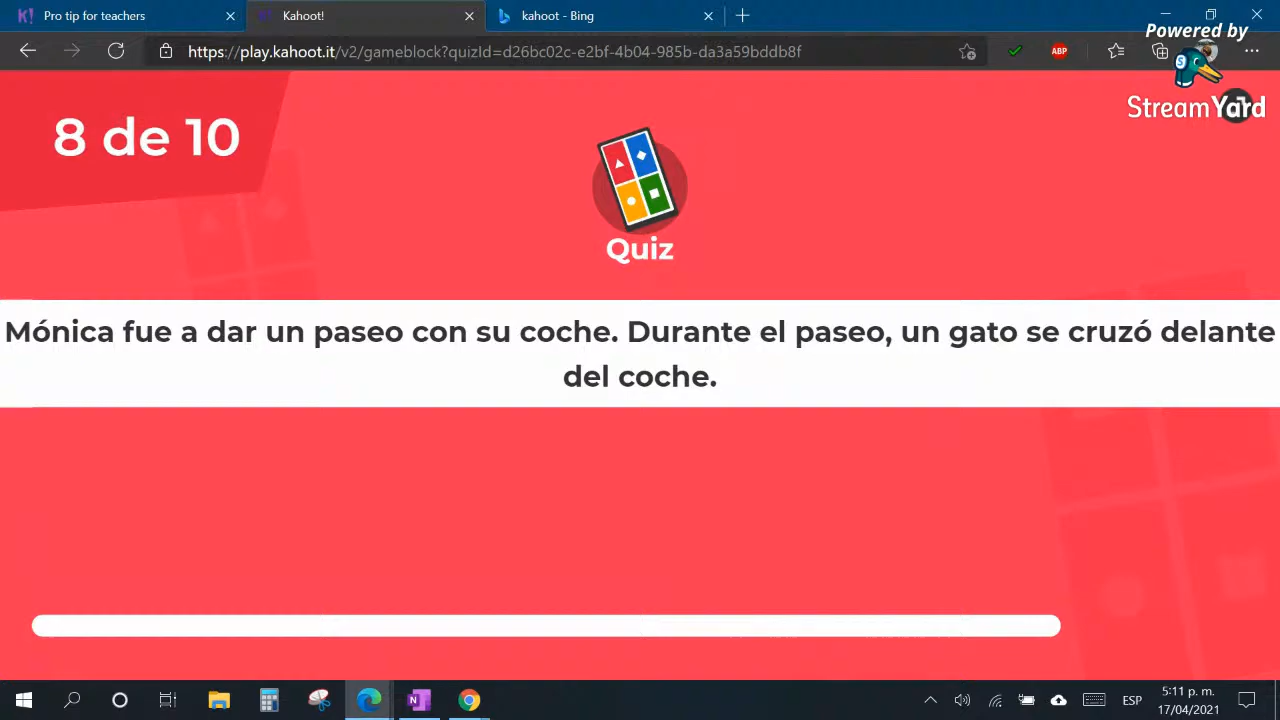 Pro tip for teachers
Kahoot!
kahoot - Bing
https://play.kahoot.it/v2/gameblock?quizId=d26bc02c-e2bf-4b04-985b-da3a59bddb8f
ABP
Powered by
StreamYard
8 de 10
Quiz
Mónica fue a dar un paseo con su coche. Durante el paseo, un gato se cruzó delante
del coche.
ESP
5:11 p. m.
17/04/2021